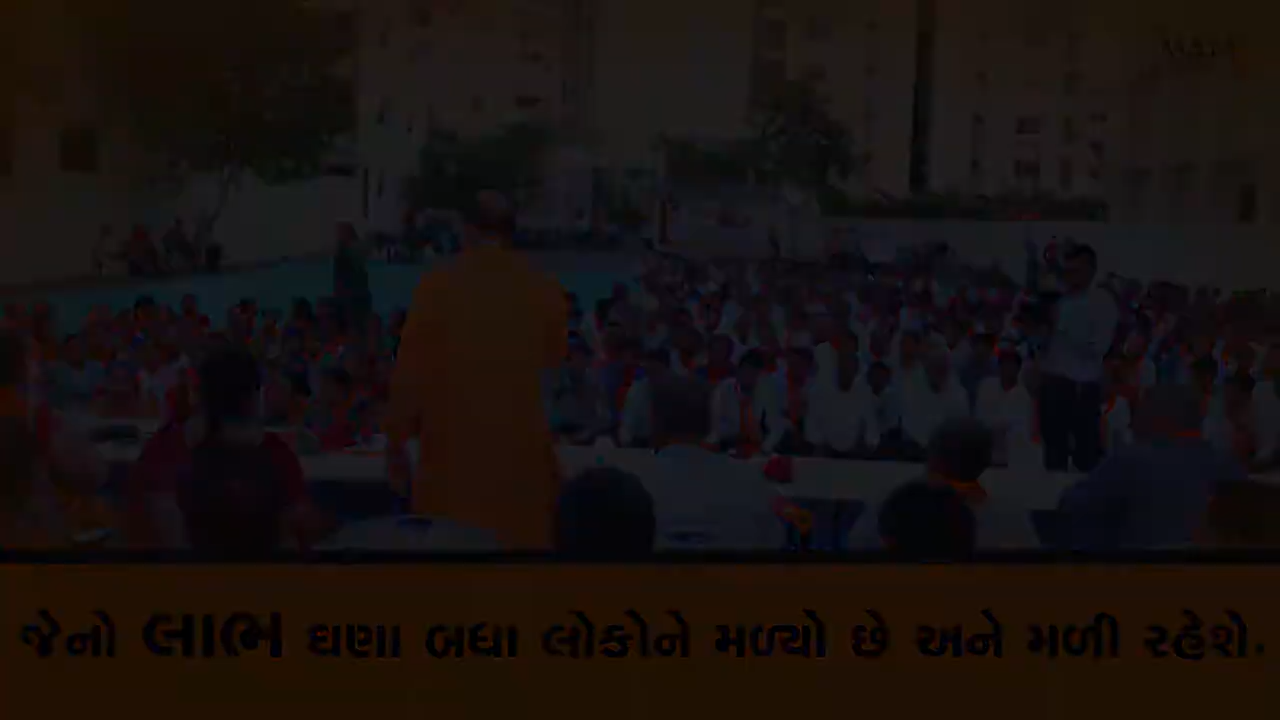 જેનો લાભ ઘણા બધા લોકોને મળ્યો છે અને મળી રહેશે.